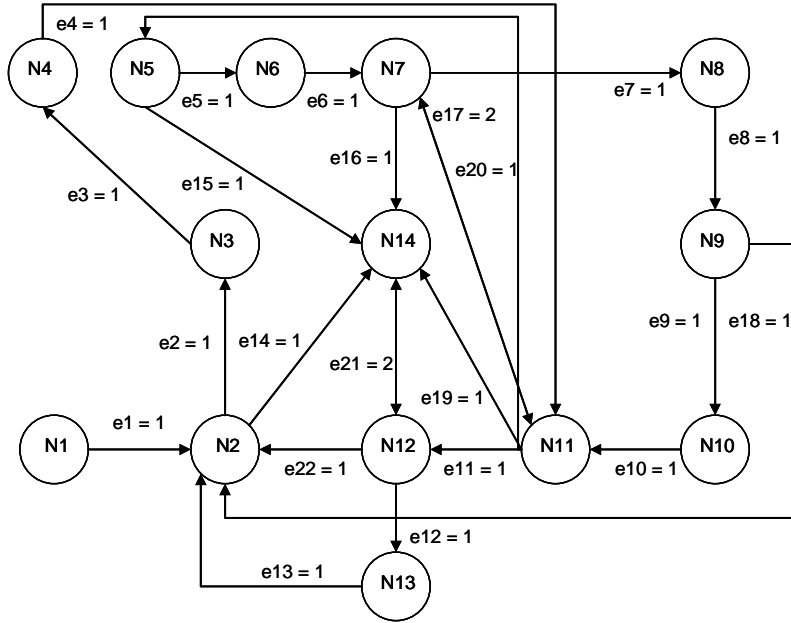 e4 = 1
N4
N5
N6
N7
N8
e5 = 1
e6 = 1
e7 = 1
e17 = 2
e8 = 1
e16 = 1
e20 = 1
e15 = 1
e3 = 1
N3
N14
N9
e9 = 1
e18 = 1
e2 = 1
e14 = 1
e21 = 2
e19 = 1
e1 = 1
N1
N2
N12
N11
N10
e22 = 1
e11 = 1
e10 = 1
e12 = 1
e13 = 1
N13